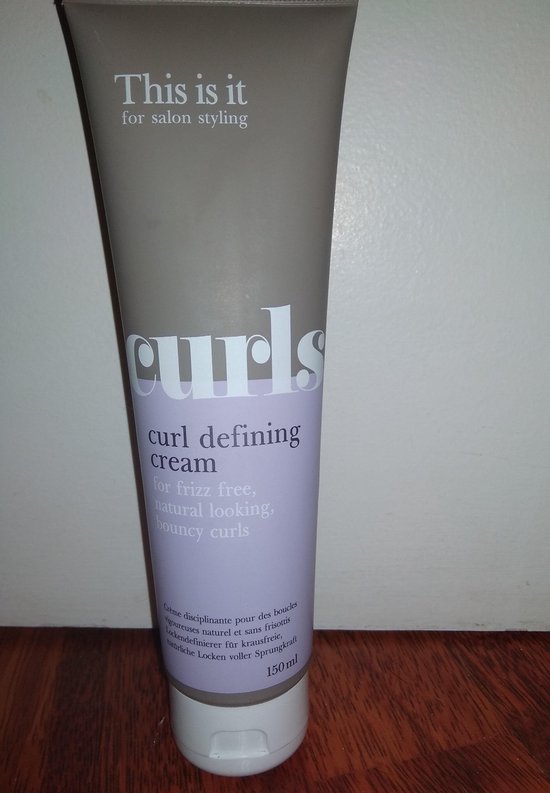 This is it
for salon styling
curls
curl defining
cream
for frizz free,
natural looking,
bouncy curls
Crème disciplinante pour des boucles
vigoureuses naturel et sans frisottis
Lockendefinierer für krausfreie,
natürliche Locken voller Sprungkraft
150 ml